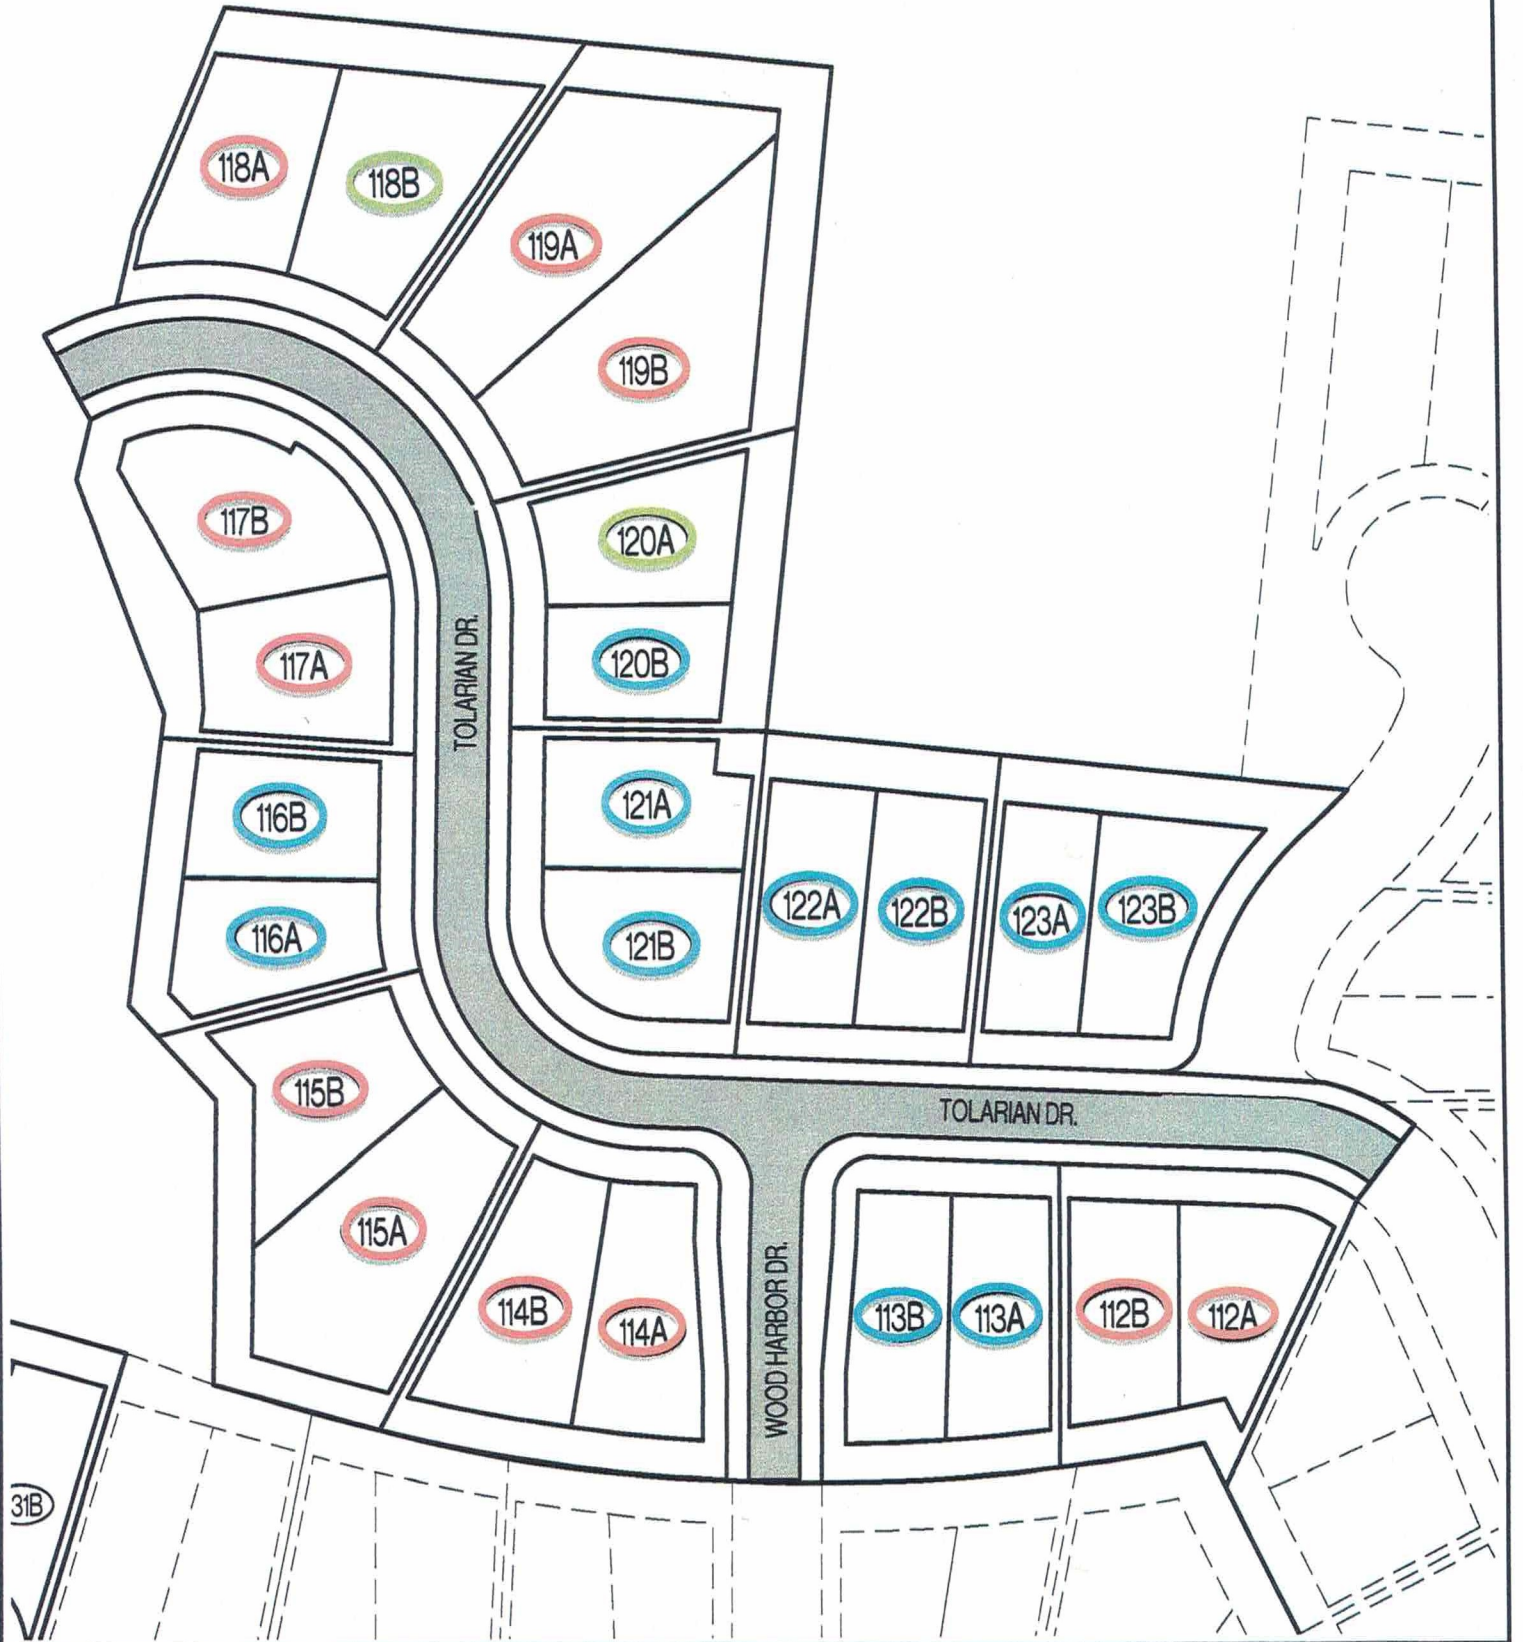 118A
118B
119A
119B
117B
120A
117A
120B
TOLARIAN DR.
116B
121A
116A
121B
122A
122B
123A
123B
115B
TOLARIAN DR.
115A
114B
114A
WOOD HARBOR DR.
113B
113A
112B
112A
31B